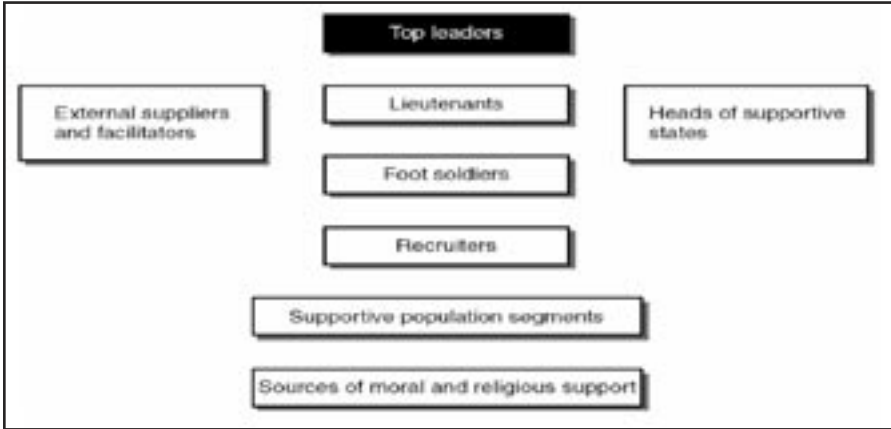 Top leaders
External suppliers
and facilitators
Lieutenants
Heads of supportive
states
Foot soldiers
Recruiters
Supportive population segments
Sources of moral and religious support